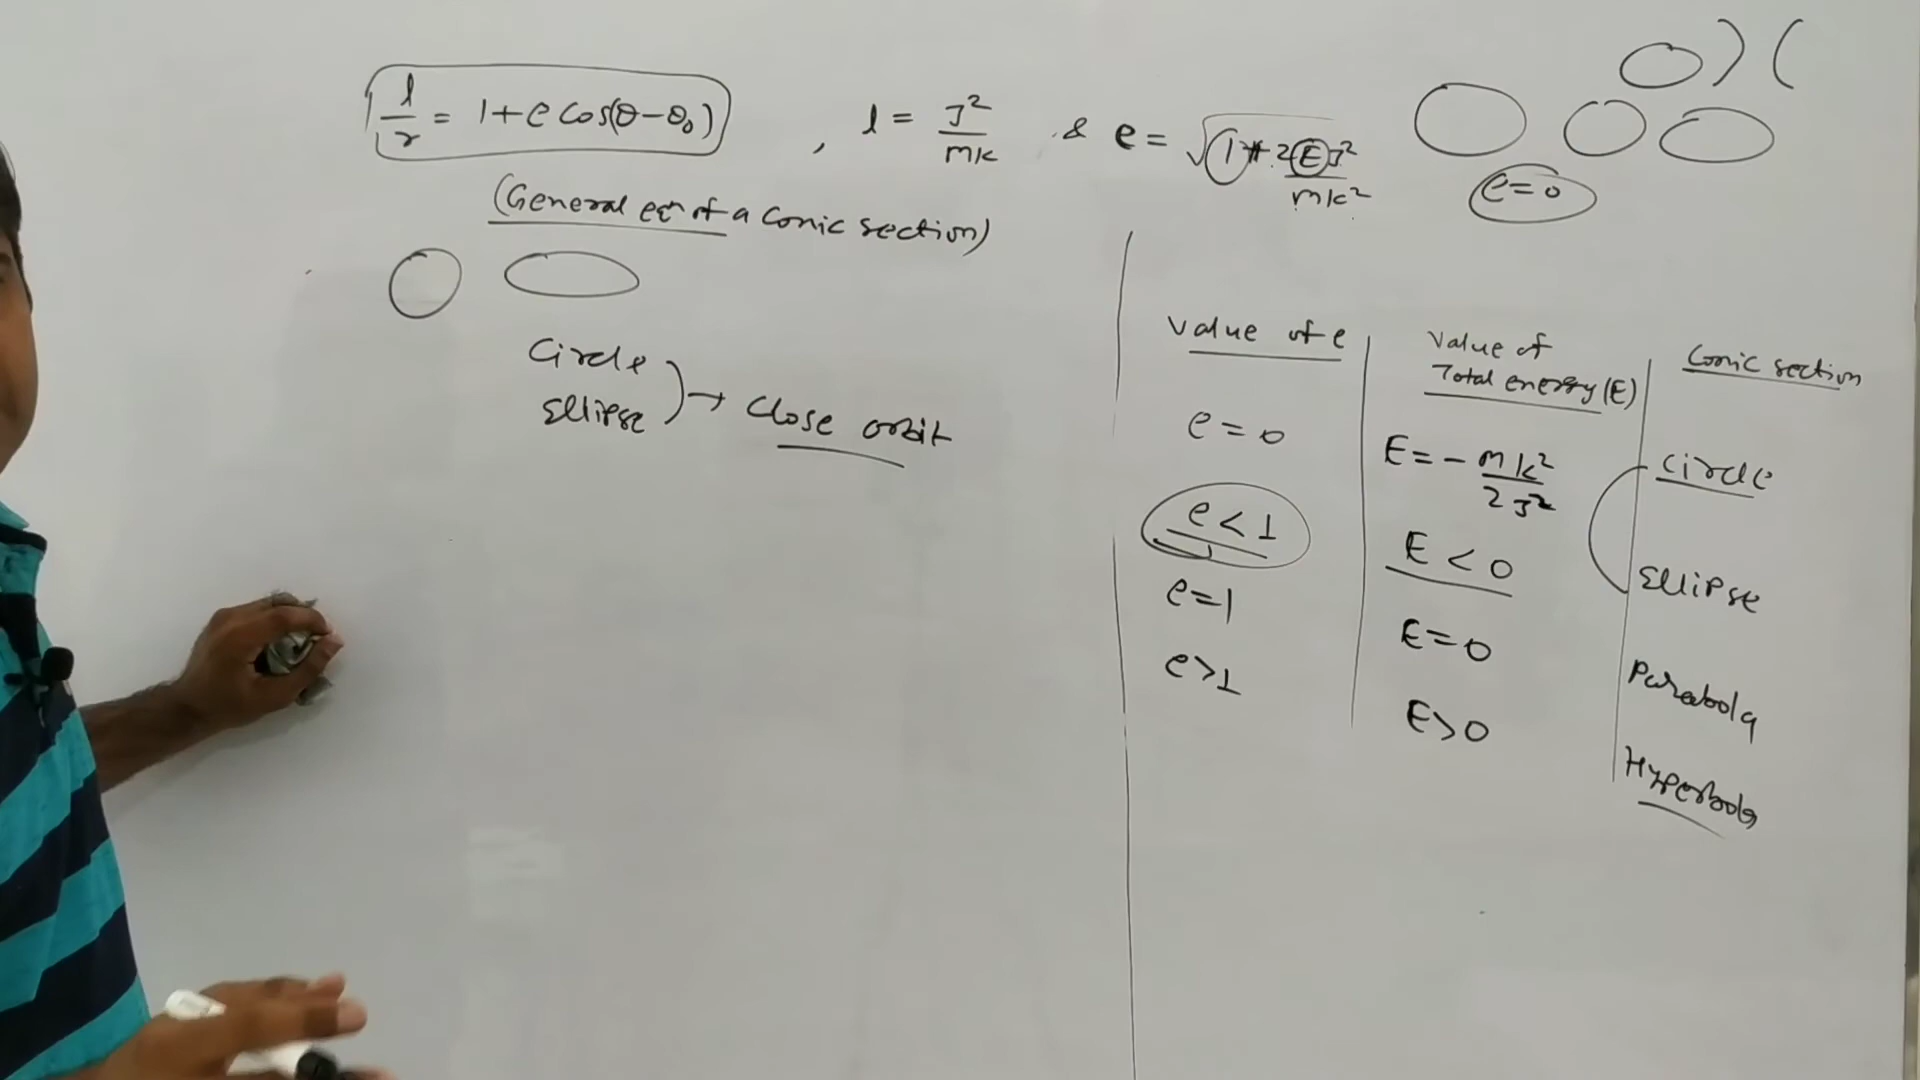 l/r = 1+e cos(θ-θ₀) , l = J²/mk & e = √(1+2EJ²/mk²)
e=0
(General eqn of a conic section)
Circle
Ellipse → Close orbit
Value of e
Value of
Total energy (E)
Conic section
e = 0
E = - mk²/2J²
circle
e < 1
E < 0
Ellipse
e=1
E=0
Parabola
e>1
E>0
Hyperbola